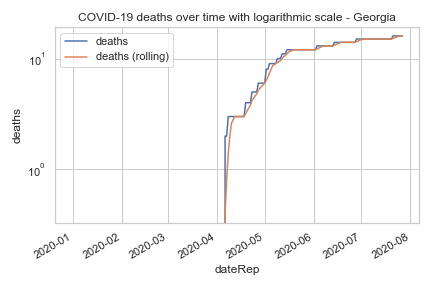 COVID-19 deaths over time with logarithmic scale - Georgia
deaths
deaths (rolling)
10¹
10⁰
deaths
2020-01
2020-02
2020-03
2020-04
2020-05
2020-06
2020-07
2020-08
dateRep